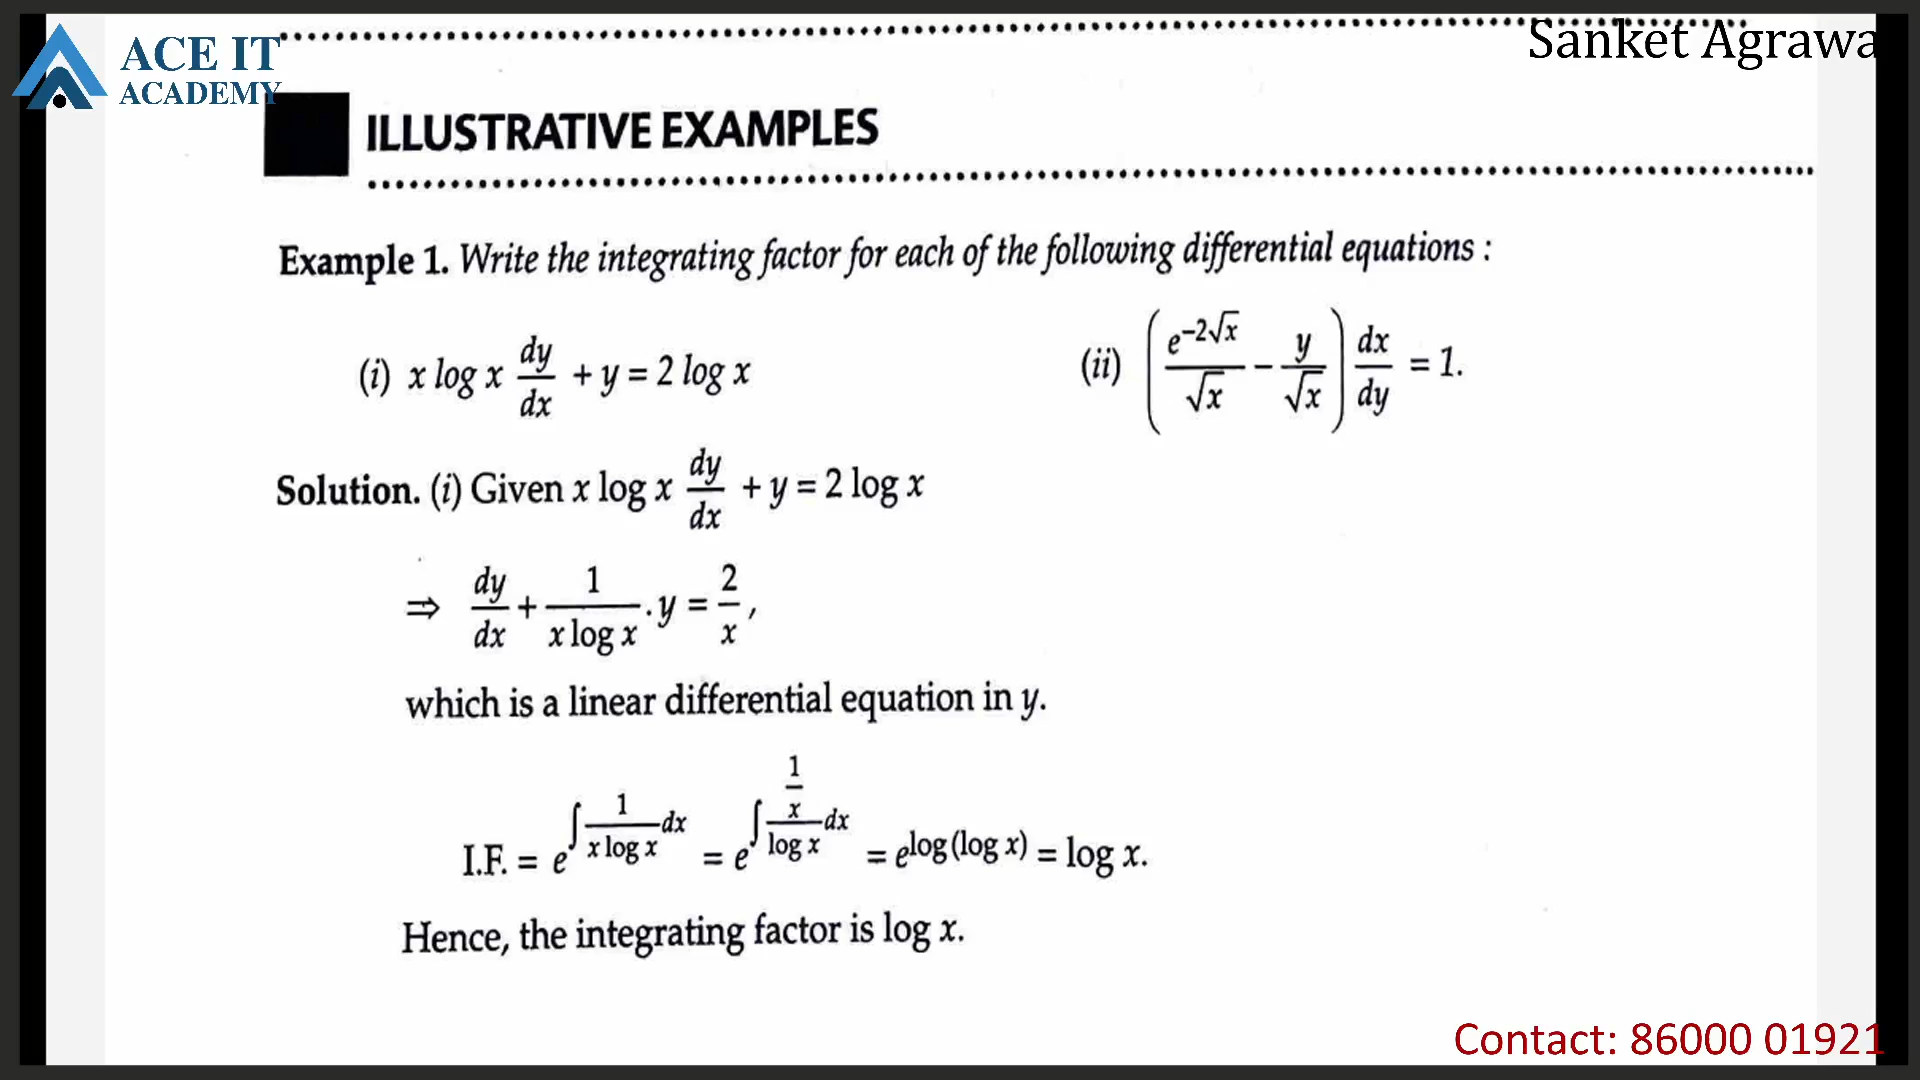 ACE IT
ACADEMY
Sanket Agrawa
ILLUSTRATIVE EXAMPLES
Example 1. Write the integrating factor for each of the following differential equations :
(i) x log x dy/dx + y = 2 log x (ii) (e^{-2√x}/√x − y/√x) dx/dy = 1.
Solution. (i) Given x log x dy/dx + y = 2 log x
⇒ dy/dx + 1/(x log x) . y = 2/x ,
which is a linear differential equation in y.
I.F. = e^{∫ 1/(x log x) dx} = e^{∫ (1/x)/(log x) dx} = e^{log (log x)} = log x.
Hence, the integrating factor is log x.
Contact: 86000 01921